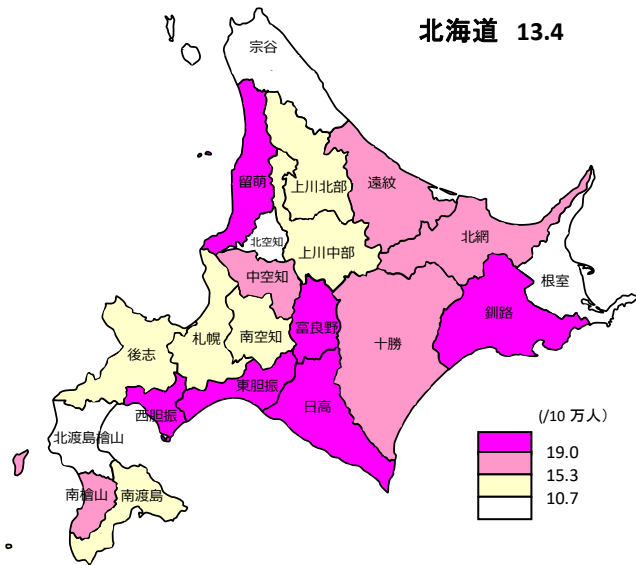 北海道 13.4
宗谷
留萌
上川北部
遠紋
北空知
上川中部
北網
中空知
根室
釧路
富良野
札幌
南空知
十勝
後志
東胆振
西胆振
日高
北渡島檜山
南檜山
南渡島
(/10 万人)
19.0
15.3
10.7